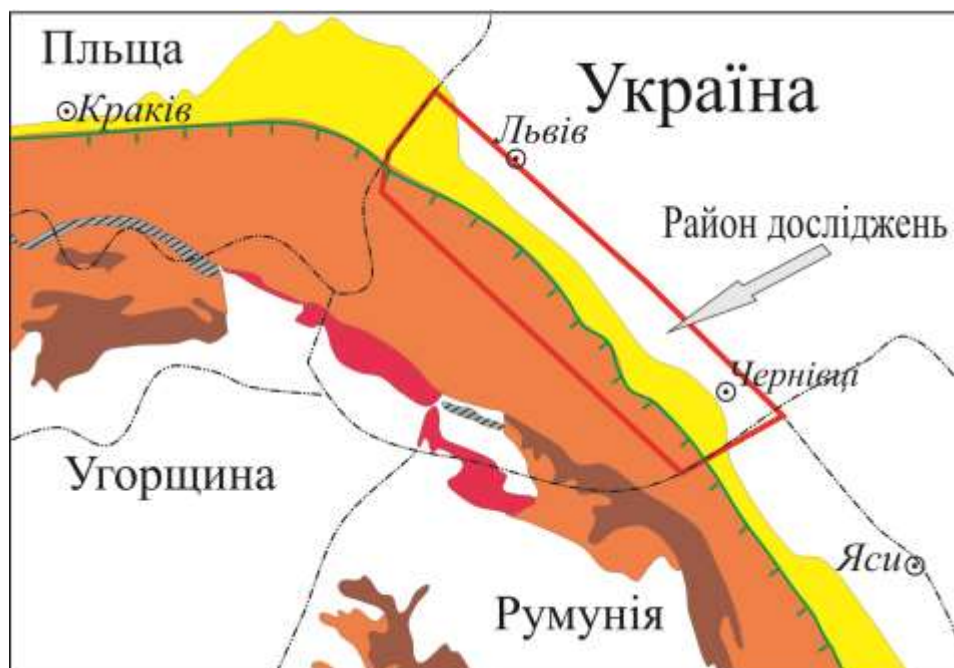 Пльща
Україна
Краків
Львів
Район досліджень
Чернівці
Угорщина
Яси
Румунія